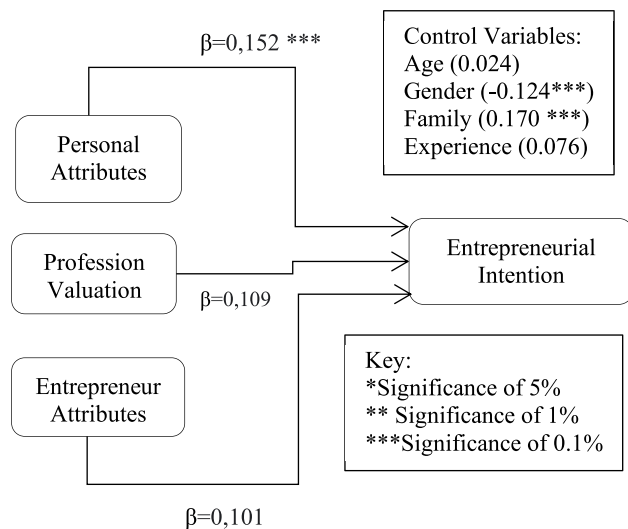 β=0,152 ***
Control Variables:
Age (0.024)
Gender (-0.124***)
Family (0.170 ***)
Experience (0.076)
Personal
Attributes
Profession
Valuation
β=0,109
Entrepreneurial
Intention
Entrepreneur
Attributes
Key:
*Significance of 5%
** Significance of 1%
***Significance of 0.1%
β=0,101